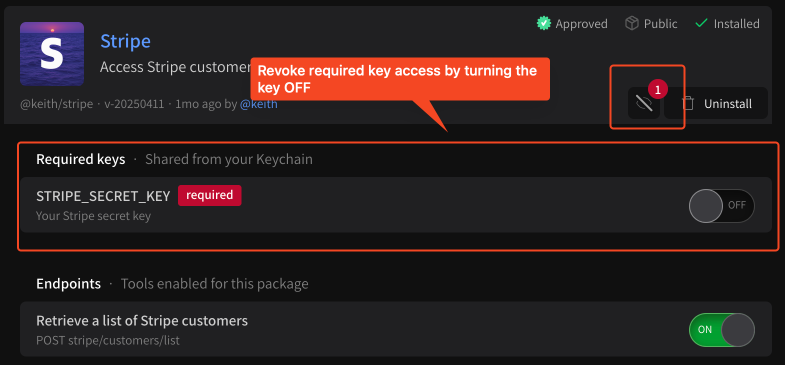 Approved Public Installed
S
Stripe
Access Stripe customer
Revoke required key access by turning the
key OFF
1
@keith/stripe · v-20250411 · 1mo ago by @keith
Uninstall
Required keys · Shared from your Keychain
STRIPE_SECRET_KEY required
Your Stripe secret key
OFF
Endpoints · Tools enabled for this package
Retrieve a list of Stripe customers
POST stripe/customers/list
ON